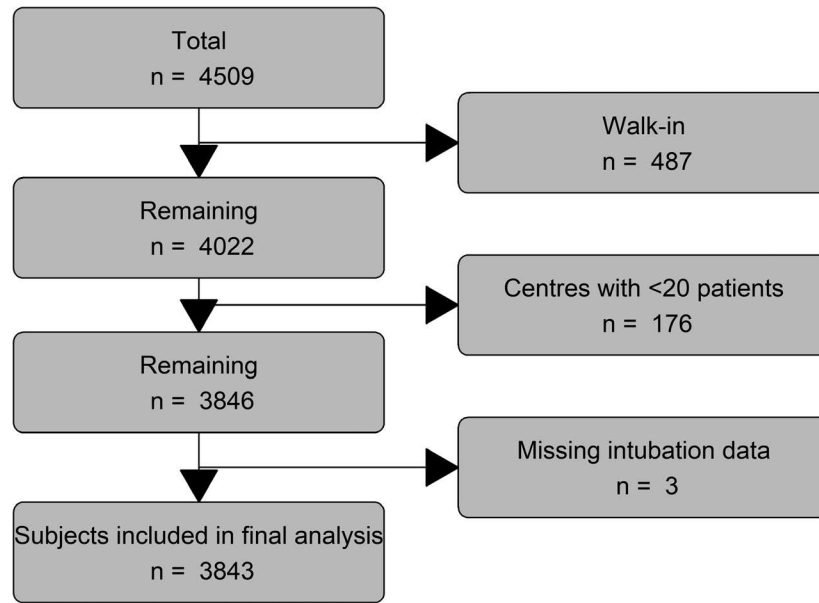 Total
n = 4509
Walk-in
n = 487
Remaining
n = 4022
Centres with <20 patients
n = 176
Remaining
n = 3846
Missing intubation data
n = 3
Subjects included in final analysis
n = 3843